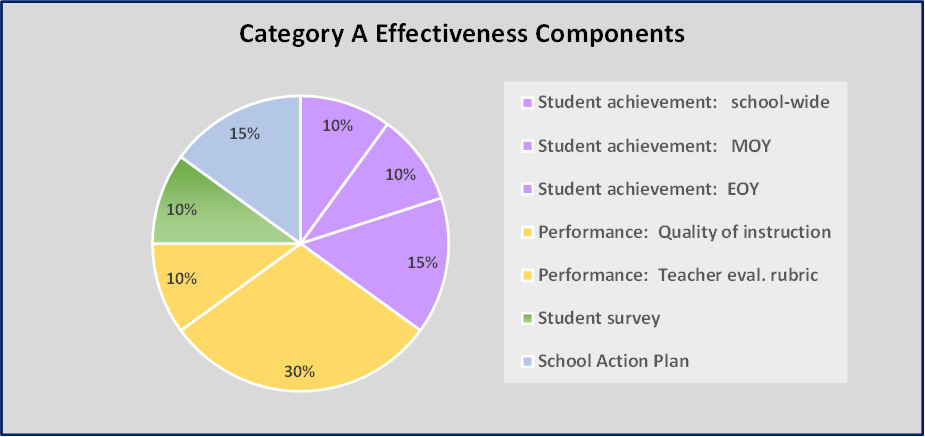 Category A Effectiveness Components
10%
10%
15%
30%
10%
10%
15%
Student achievement: school-wide
Student achievement: MOY
Student achievement: EOY
Performance: Quality of instruction
Performance: Teacher eval. rubric
Student survey
School Action Plan